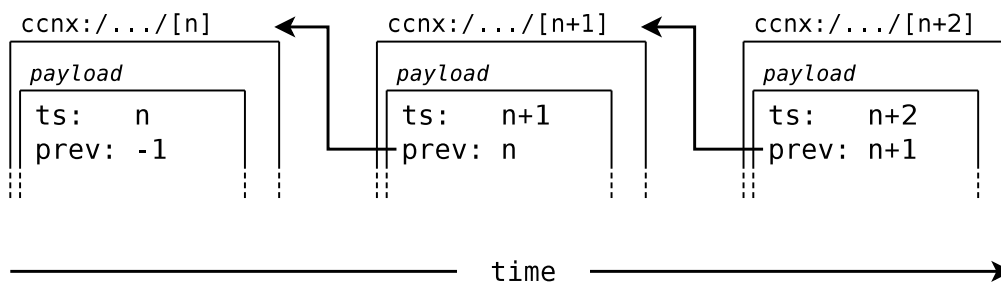 ccnx:/.../[n] ccnx:/.../[n+1] ccnx:/.../[n+2]
payload payload payload
ts: n ts: n+1 ts: n+2
prev: -1 prev: n prev: n+1
time